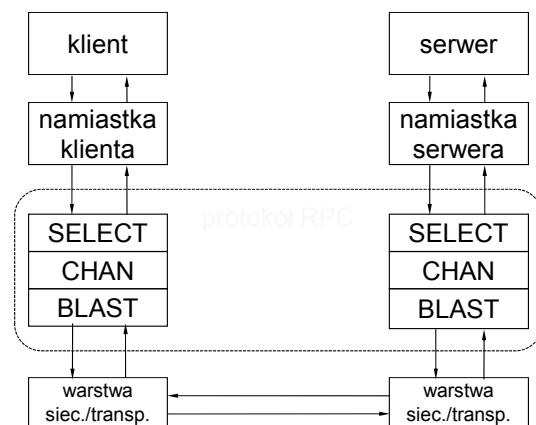 klient
serwer
namiastka
klienta
namiastka
serwera
protokół RPC
SELECT
CHAN
BLAST
SELECT
CHAN
BLAST
warstwa
siec./transp.
warstwa
siec./transp.